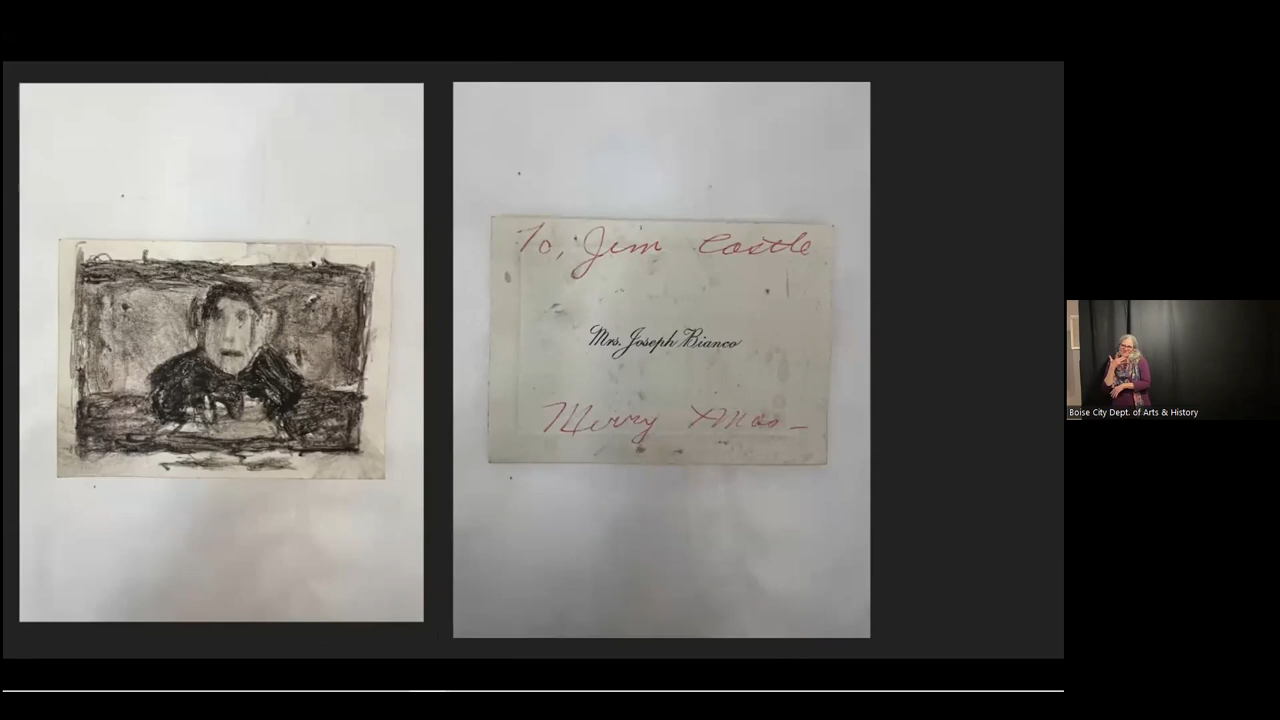 To, Jim Castle
Mrs. Joseph Bianco
Merry XMas -
Boise City Dept. of Arts & History